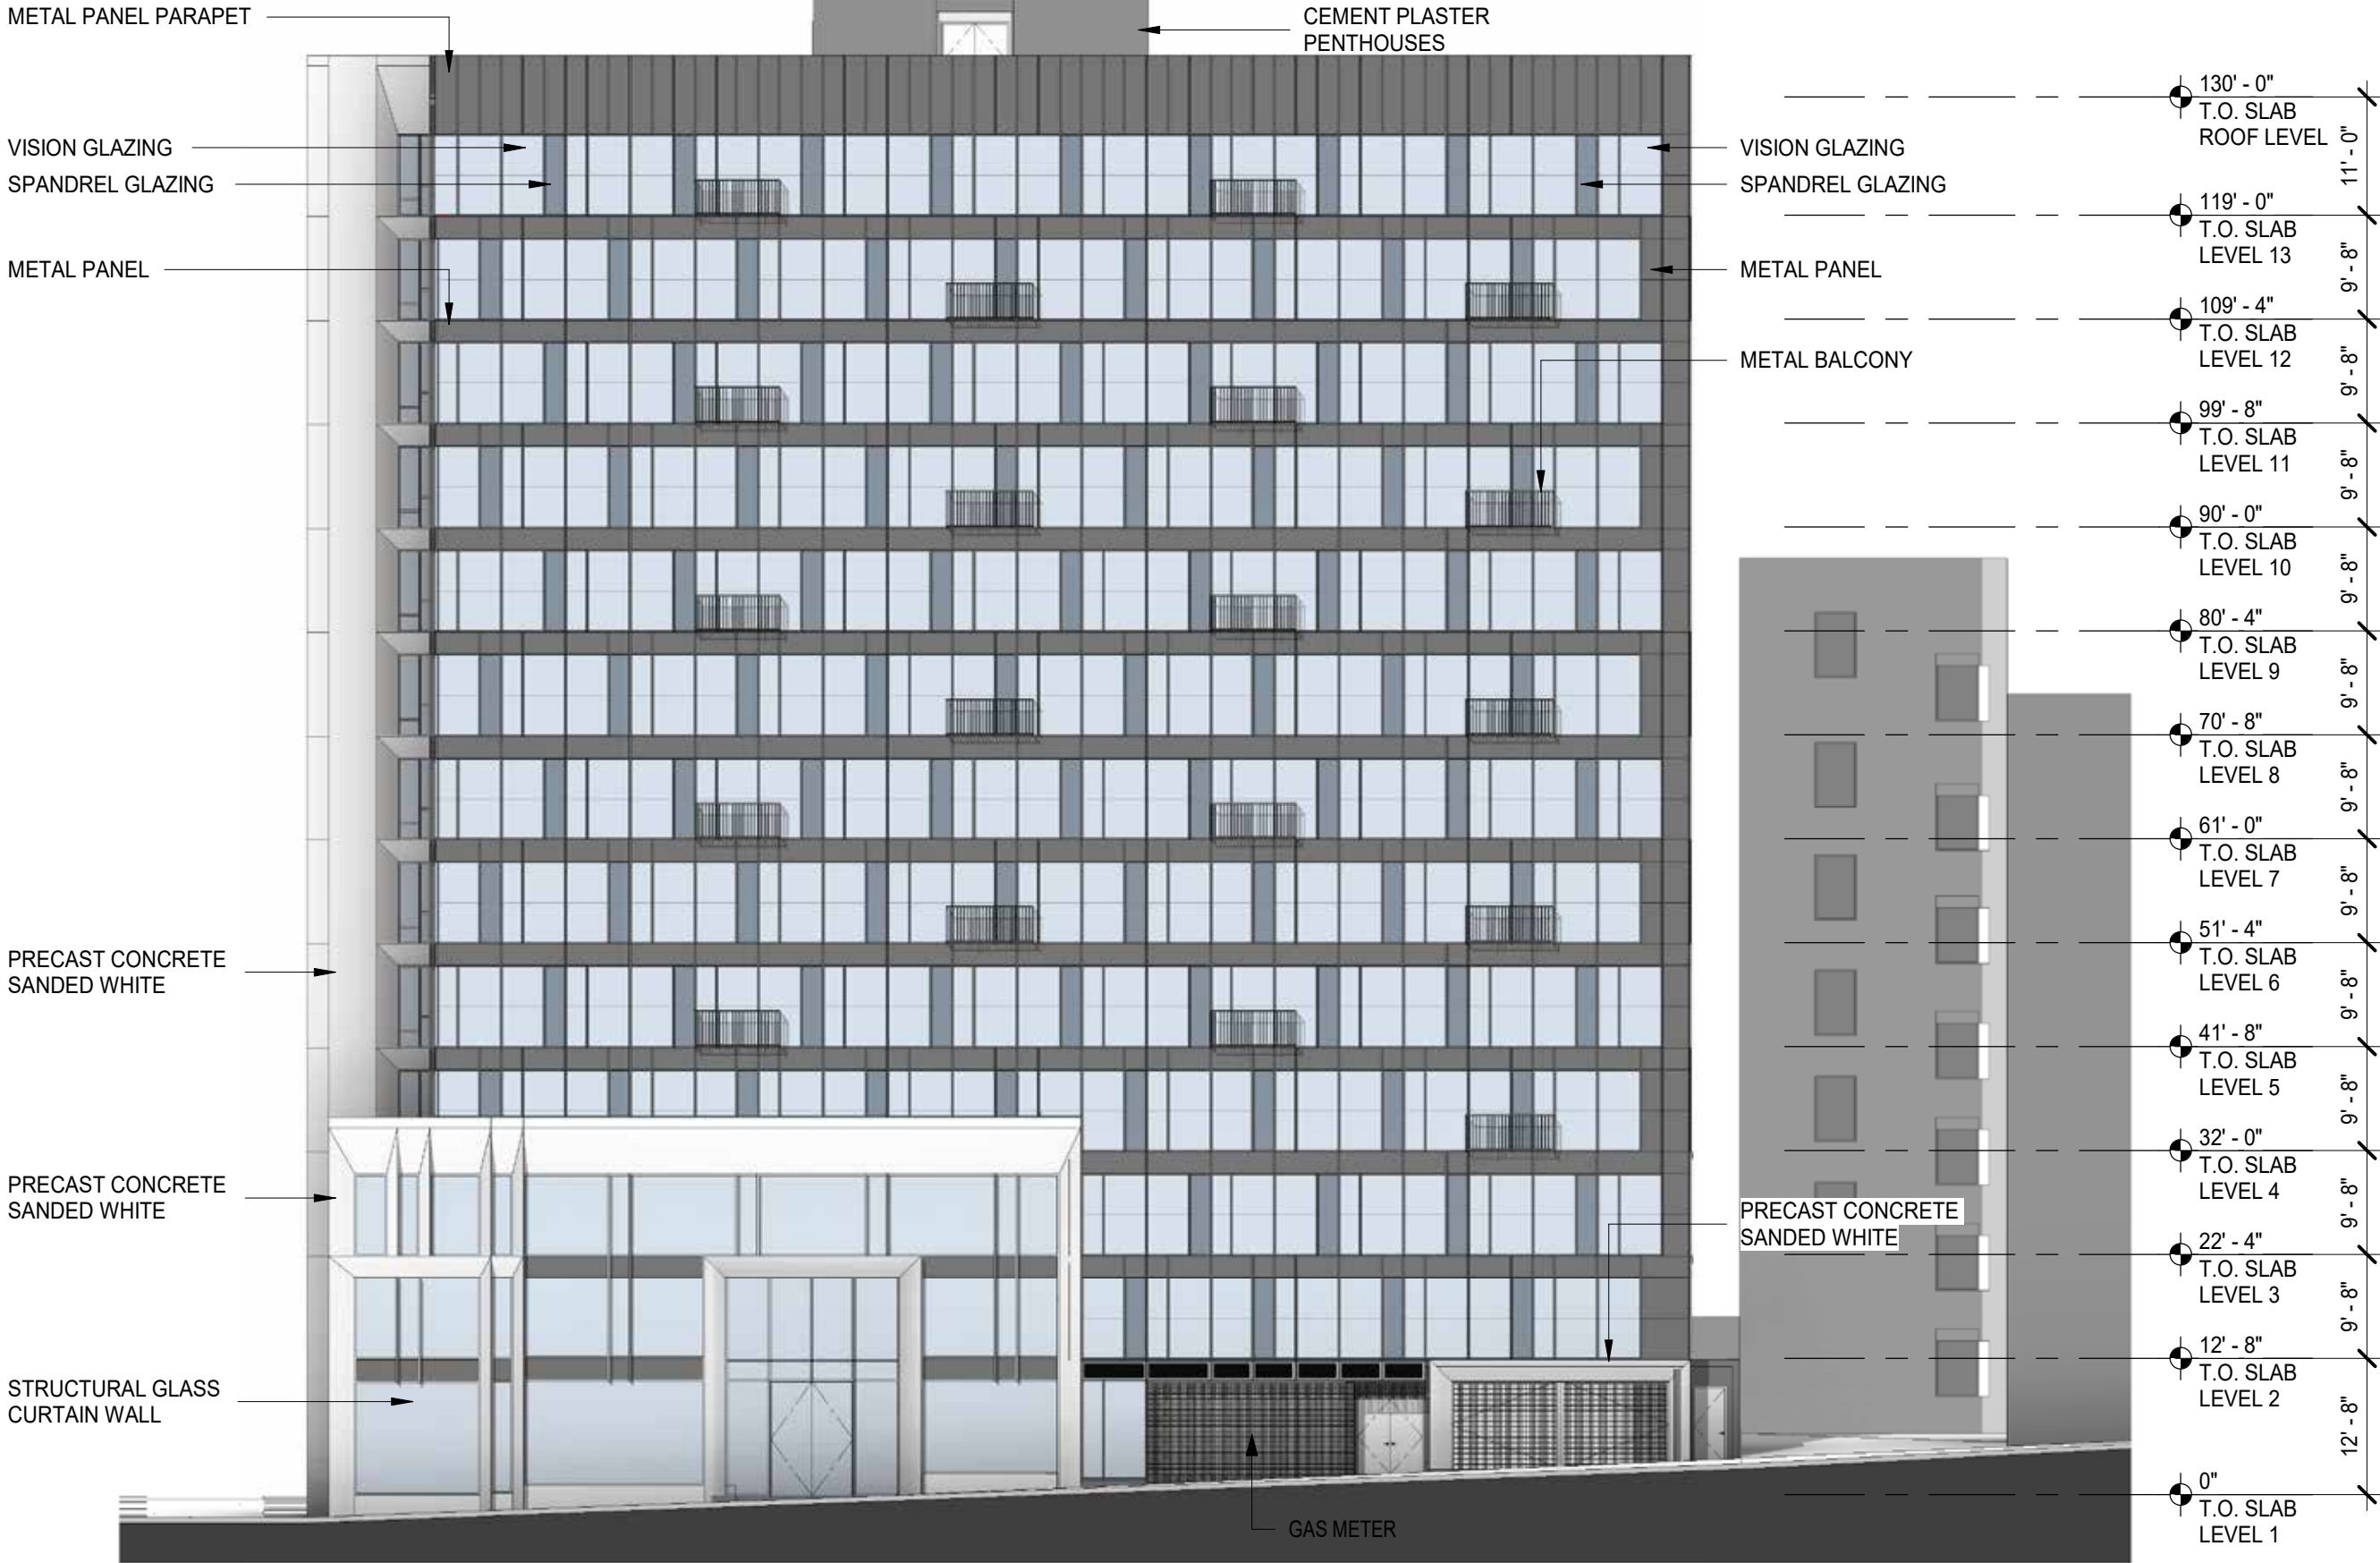 METAL PANEL PARAPET
VISION GLAZING
SPANDREL GLAZING
METAL PANEL
PRECAST CONCRETE
SANDED WHITE
PRECAST CONCRETE
SANDED WHITE
STRUCTURAL GLASS
CURTAIN WALL
CEMENT PLASTER
PENTHOUSES
VISION GLAZING
SPANDREL GLAZING
METAL PANEL
METAL BALCONY
PRECAST CONCRETE
SANDED WHITE
GAS METER
130' - 0"
T.O. SLAB
ROOF LEVEL
11' - 0"
119' - 0"
T.O. SLAB
LEVEL 13
9' - 8"
109' - 4"
T.O. SLAB
LEVEL 12
9' - 8"
99' - 8"
T.O. SLAB
LEVEL 11
9' - 8"
90' - 0"
T.O. SLAB
LEVEL 10
9' - 8"
80' - 4"
T.O. SLAB
LEVEL 9
9' - 8"
70' - 8"
T.O. SLAB
LEVEL 8
9' - 8"
61' - 0"
T.O. SLAB
LEVEL 7
9' - 8"
51' - 4"
T.O. SLAB
LEVEL 6
9' - 8"
41' - 8"
T.O. SLAB
LEVEL 5
9' - 8"
32' - 0"
T.O. SLAB
LEVEL 4
9' - 8"
22' - 4"
T.O. SLAB
LEVEL 3
9' - 8"
12' - 8"
T.O. SLAB
LEVEL 2
12' - 8"
0"
T.O. SLAB
LEVEL 1